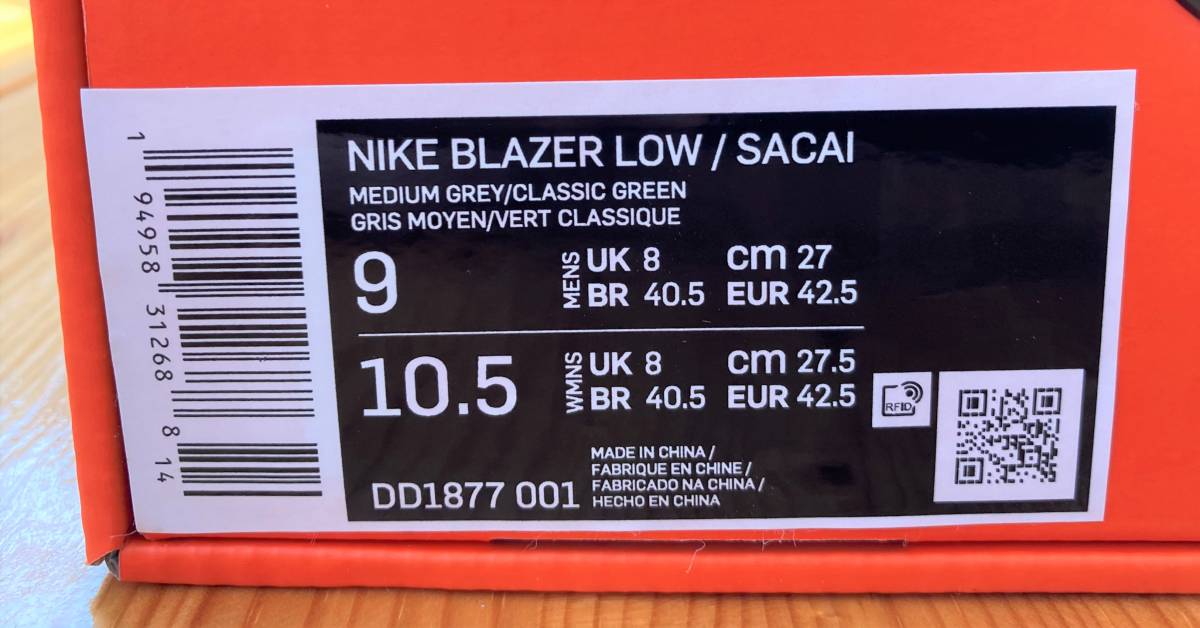 NIKE BLAZER LOW / SACAI
MEDIUM GREY/CLASSIC GREEN
GRIS MOYEN/VERT CLASSIQUE
9
MENS
UK 8 cm 27
BR 40.5 EUR 42.5
10.5
WMNS
UK 8 cm 27.5
BR 40.5 EUR 42.5
RFID
MADE IN CHINA /
FABRIQUE EN CHINE /
FABRICADO NA CHINA /
HECHO EN CHINA
DD1877 001
1 94958 31268 8 14